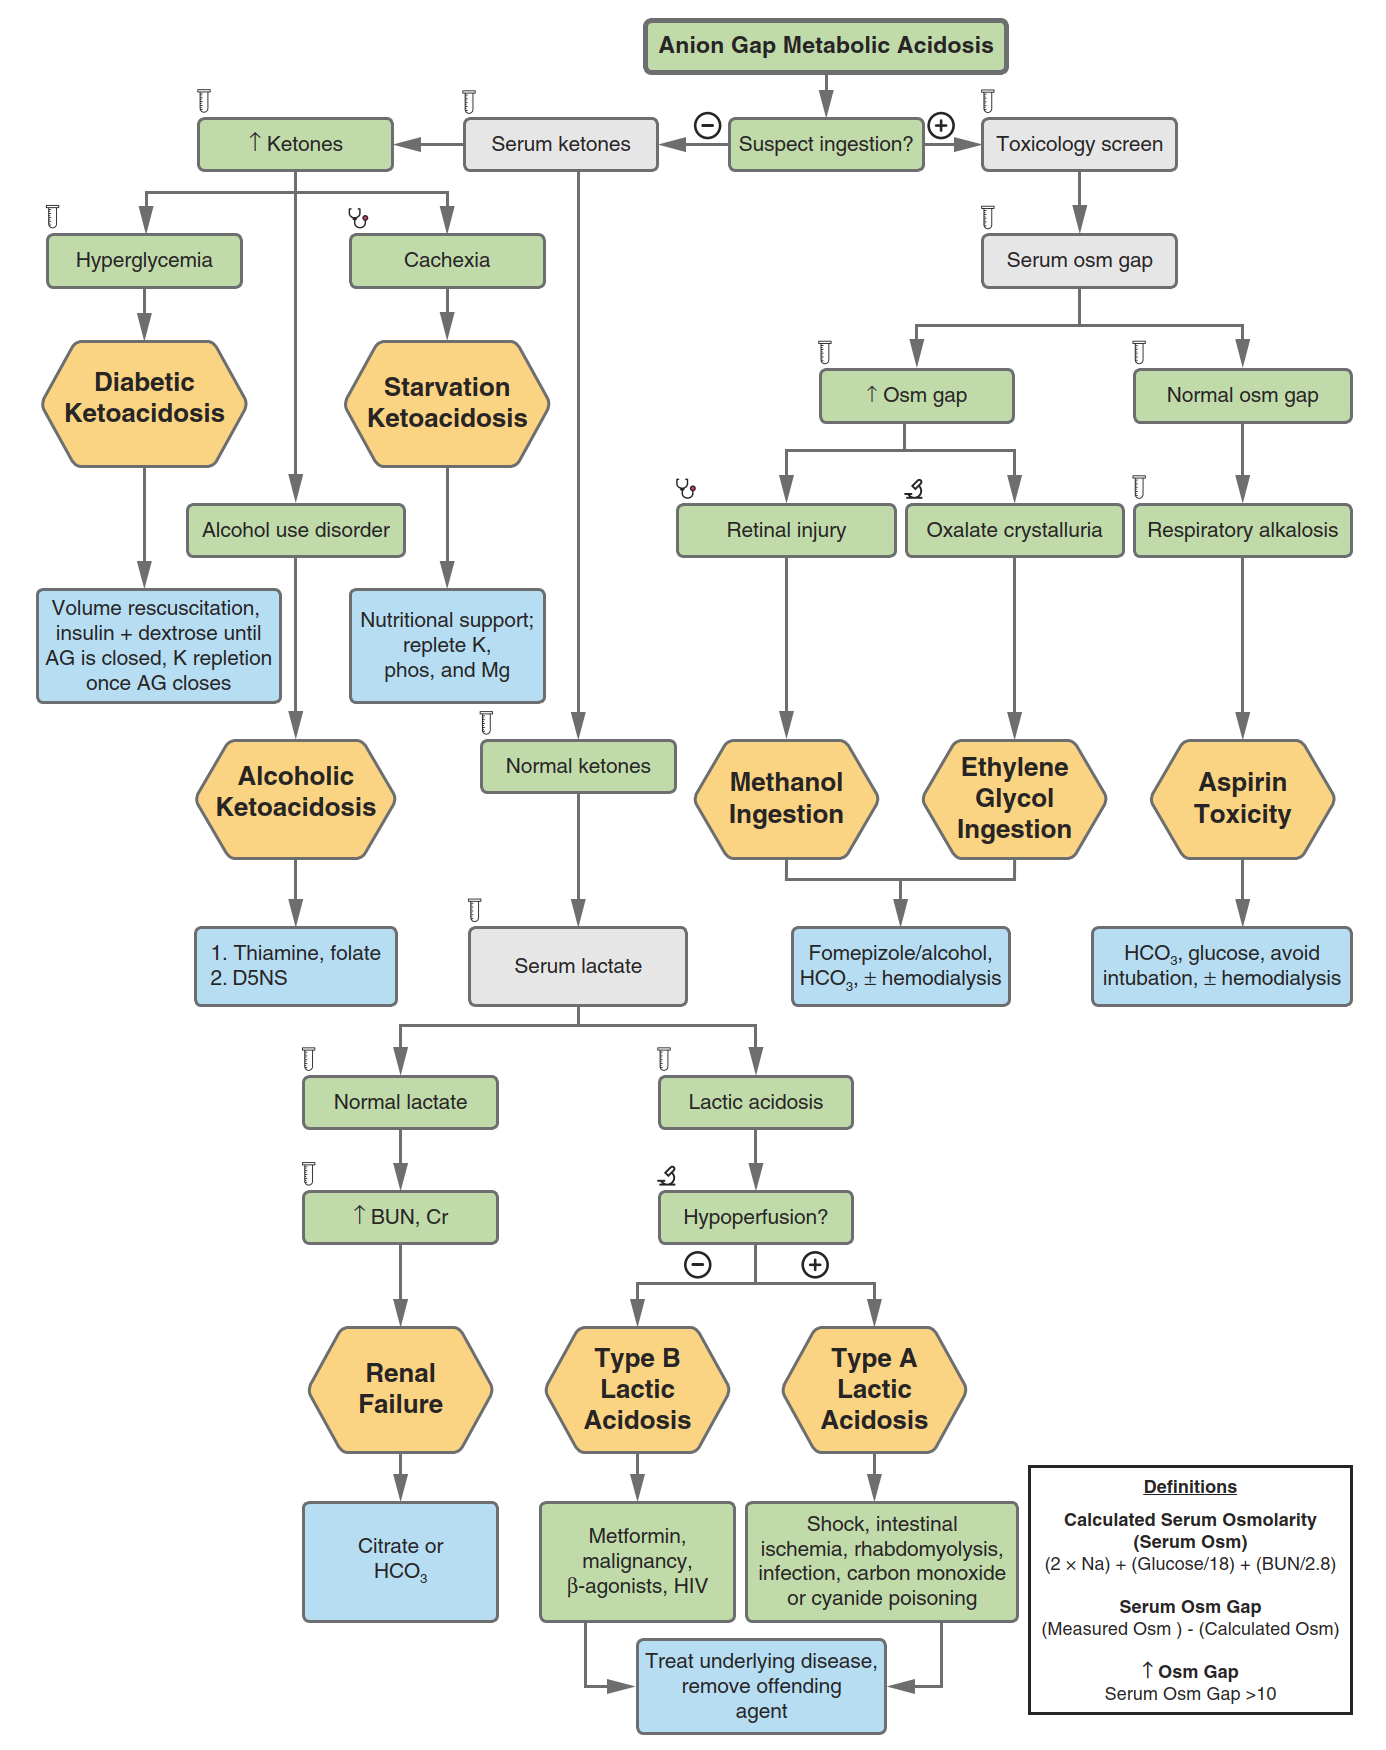 Anion Gap Metabolic Acidosis
↑ Ketones
Serum ketones
−
Suspect ingestion?
+
Toxicology screen
Hyperglycemia
Cachexia
Serum osm gap
Diabetic
Ketoacidosis
Starvation
Ketoacidosis
↑ Osm gap
Normal osm gap
Alcohol use disorder
Retinal injury
Oxalate crystalluria
Respiratory alkalosis
Volume rescuscitation,
insulin + dextrose until
AG is closed, K repletion
once AG closes
Nutritional support;
replete K,
phos, and Mg
Alcoholic
Ketoacidosis
Normal ketones
Methanol
Ingestion
Ethylene
Glycol
Ingestion
Aspirin
Toxicity
1. Thiamine, folate
2. D5NS
Serum lactate
Fomepizole/alcohol,
HCO₃, ± hemodialysis
HCO₃, glucose, avoid
intubation, ± hemodialysis
Normal lactate
Lactic acidosis
↑ BUN, Cr
Hypoperfusion?
−
+
Renal
Failure
Type B
Lactic
Acidosis
Type A
Lactic
Acidosis
Citrate or
HCO₃
Metformin,
malignancy,
β-agonists, HIV
Shock, intestinal
ischemia, rhabdomyolysis,
infection, carbon monoxide
or cyanide poisoning
Treat underlying disease,
remove offending
agent
Definitions
Calculated Serum Osmolarity
(Serum Osm)
(2 × Na) + (Glucose/18) + (BUN/2.8)
Serum Osm Gap
(Measured Osm ) - (Calculated Osm)
↑ Osm Gap
Serum Osm Gap >10